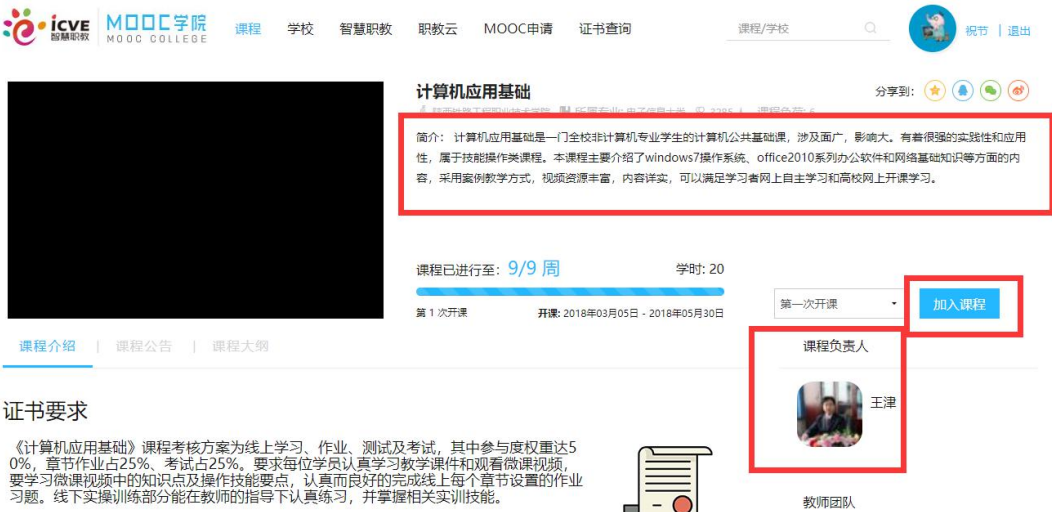 icve 智慧职教 MOOC学院 MOOC COLLEGE 课程 学校 智慧职教 职教云 MOOC申请 证书查询 课程/学校 祝节 | 退出
计算机应用基础 分享到:
简介: 计算机应用基础是一门全校非计算机专业学生的计算机公共基础课，涉及面广，影响大。有着很强的实践性和应用
性，属于技能操作类课程。本课程主要介绍了windows7操作系统、office2010系列办公软件和网络基础知识等方面的内
容，采用案例教学方式，视频资源丰富，内容详实，可以满足学习者网上自主学习和高校网上开课学习。
课程已进行至: 9/9 周 学时: 20
第一次开课 加入课程
第 1 次开课 开课: 2018年03月05日 - 2018年05月30日
课程介绍 | 课程公告 | 课程大纲 课程负责人
王津
证书要求
《计算机应用基础》课程考核方案为线上学习、作业、测试及考试，其中参与度权重达5
0%，章节作业占25%、考试占25%。要求每位学员认真学习教学课件和观看微课视频，
要学习微课视频中的知识点及操作技能要点，认真而良好的完成线上每个章节设置的作业
习题。线下实操训练部分能在教师的指导下认真练习，并掌握相关实训技能。
教师团队